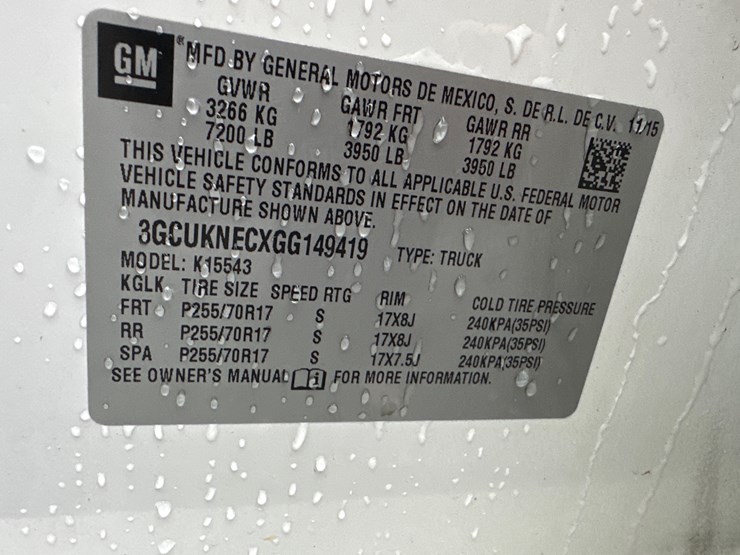 GM
MFD BY GENERAL MOTORS DE MEXICO, S. DE R.L. DE C.V. 11/15
GVWR GAWR FRT GAWR RR
3266 KG 1792 KG 1792 KG
7200 LB 3950 LB 3950 LB
THIS VEHICLE CONFORMS TO ALL APPLICABLE U.S. FEDERAL MOTOR
VEHICLE SAFETY STANDARDS IN EFFECT ON THE DATE OF
MANUFACTURE SHOWN ABOVE.
3GCUKNECXGG149419 TYPE: TRUCK
MODEL: K15543
KGLK TIRE SIZE SPEED RTG RIM COLD TIRE PRESSURE
FRT P255/70R17 S 17X8J 240KPA(35PSI)
RR P255/70R17 S 17X8J 240KPA(35PSI)
SPA P255/70R17 S 17X7.5J 240KPA(35PSI)
SEE OWNER'S MANUAL i FOR MORE INFORMATION.